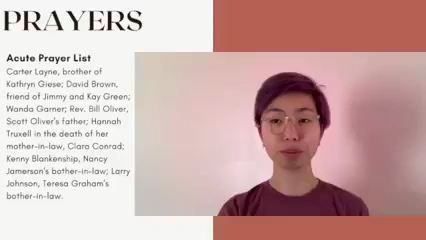 PRAYERS
Acute Prayer List
Carter Layne, brother of
Kathryn Giese; David Brown,
friend of Jimmy and Kay Green;
Wanda Garner; Rev. Bill Oliver,
Scott Oliver's father; Hannah
Truxell in the death of her
mother-in-law, Clara Conrad;
Kenny Blankenship, Nancy
Jamerson's bother-in-law; Larry
Johnson, Teresa Graham's
bother-in-law.